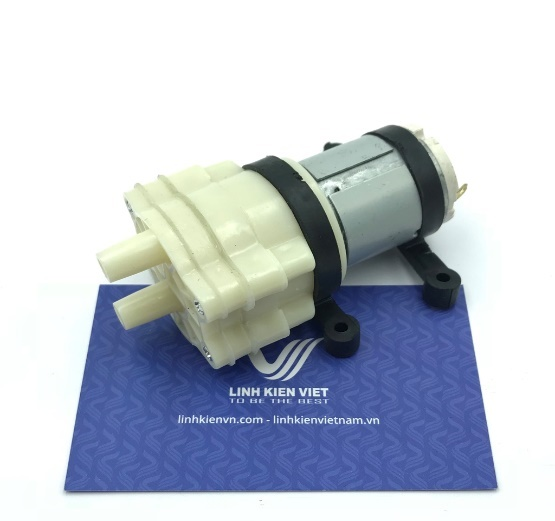 LINH KIEN VIET
TO BE THE BEST
linhkienvn.com - linhkienvietnam.vn